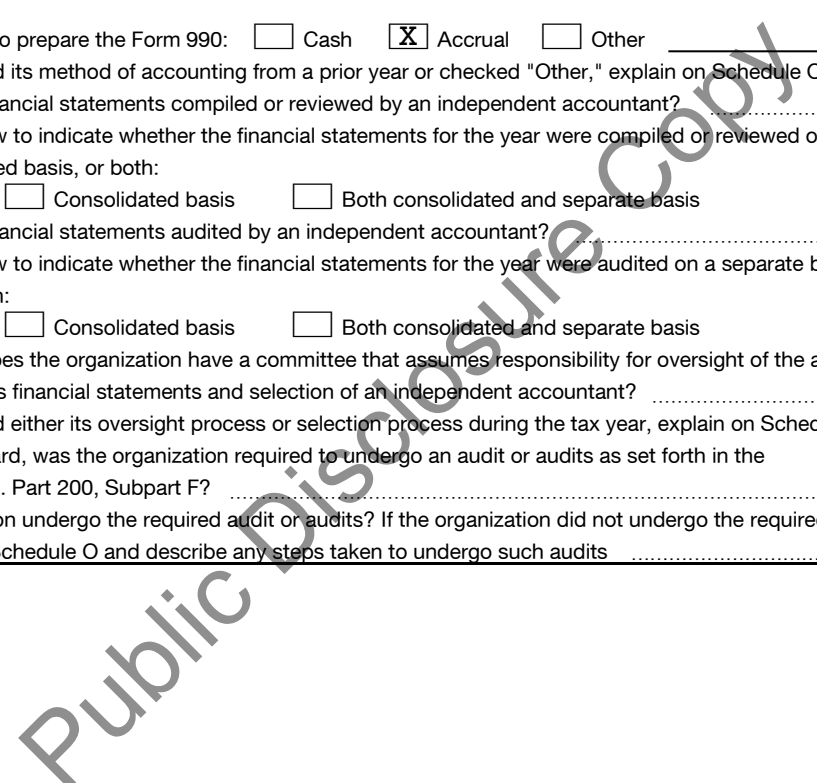 o prepare the Form 990: Cash X Accrual Other
d its method of accounting from a prior year or checked "Other," explain on Schedule O
ancial statements compiled or reviewed by an independent accountant?
w to indicate whether the financial statements for the year were compiled or reviewed o
ed basis, or both:
Consolidated basis Both consolidated and separate basis
ancial statements audited by an independent accountant?
w to indicate whether the financial statements for the year were audited on a separate b
h:
Consolidated basis Both consolidated and separate basis
oes the organization have a committee that assumes responsibility for oversight of the a
s financial statements and selection of an independent accountant?
d either its oversight process or selection process during the tax year, explain on Sched
ard, was the organization required to undergo an audit or audits as set forth in the
. Part 200, Subpart F?
on undergo the required audit or audits? If the organization did not undergo the require
Schedule O and describe any steps taken to undergo such audits
Public Disclosure Copy